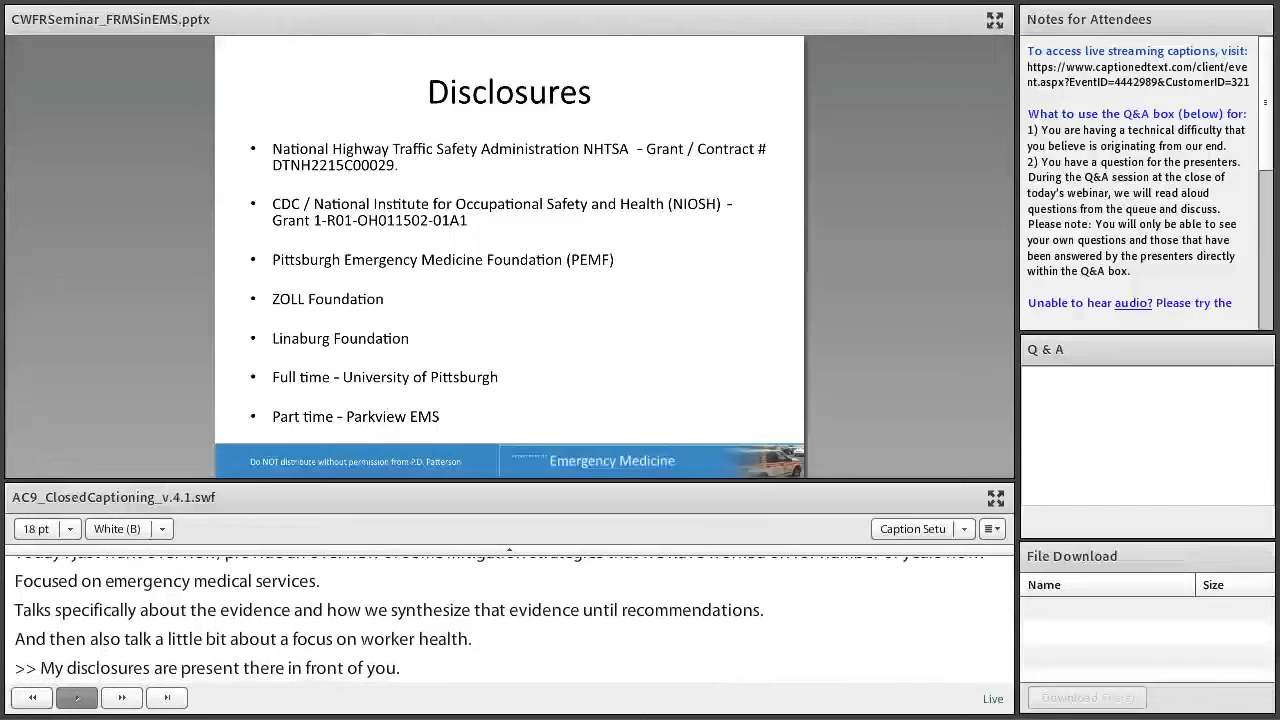 CWFRSeminar_FRMSinEMS.pptx
Disclosures
• National Highway Traffic Safety Administration NHTSA - Grant / Contract #
DTNH2215C00029.
• CDC / National Institute for Occupational Safety and Health (NIOSH) -
Grant 1-R01-OH011502-01A1
• Pittsburgh Emergency Medicine Foundation (PEMF)
• ZOLL Foundation
• Linaburg Foundation
• Full time - University of Pittsburgh
• Part time - Parkview EMS
Do NOT distribute without permission from P.D. Patterson
Emergency Medicine
AC9_ClosedCaptioning_v.4.1.swf
18 pt
White (B)
Caption Setu
Focused on emergency medical services.
Talks specifically about the evidence and how we synthesize that evidence until recommendations.
And then also talk a little bit about a focus on worker health.
>> My disclosures are present there in front of you.
Live
Notes for Attendees
To access live streaming captions, visit:
https://www.captionedtext.com/client/eve
nt.aspx?EventID=4442989&CustomerID=321
What to use the Q&A box (below) for:
1) You are having a technical difficulty that
you believe is originating from our end.
2) You have a question for the presenters.
During the Q&A session at the close of
today's webinar, we will read aloud
questions from the queue and discuss.
Please note: You will only be able to see
your own questions and those that have
been answered by the presenters directly
within the Q&A box.
Unable to hear audio? Please try the
Q & A
File Download
Name
Size
Download File(s)